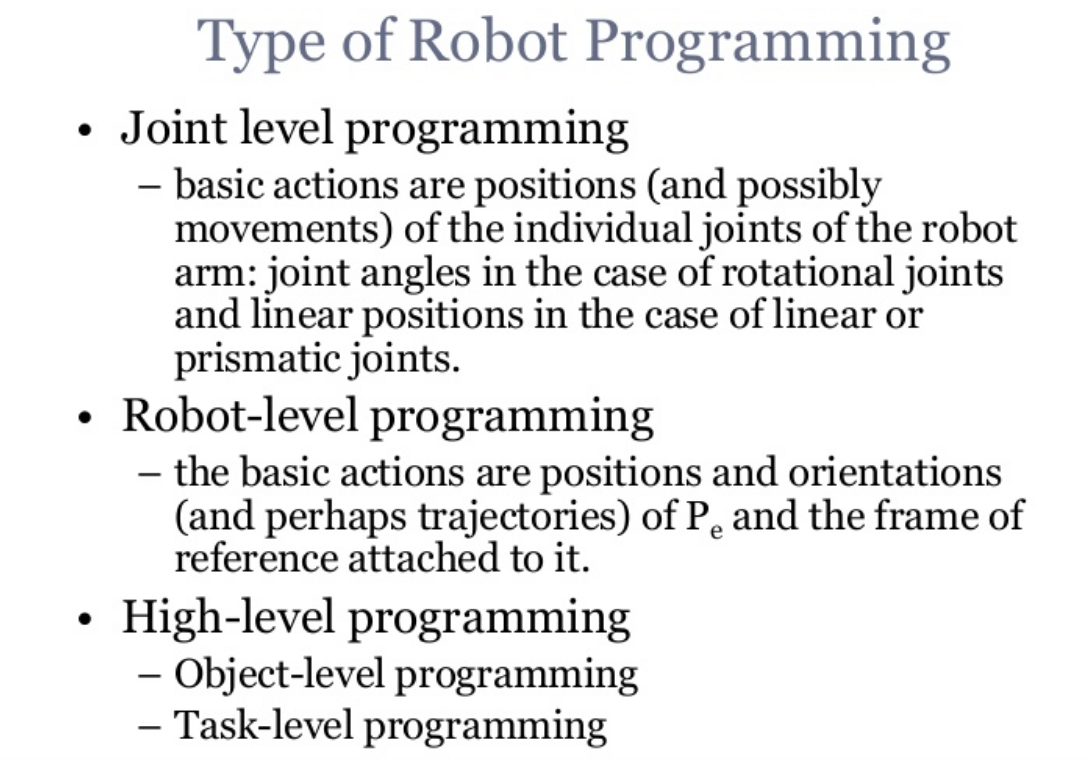 Type of Robot Programming
• Joint level programming
– basic actions are positions (and possibly
movements) of the individual joints of the robot
arm: joint angles in the case of rotational joints
and linear positions in the case of linear or
prismatic joints.
• Robot-level programming
– the basic actions are positions and orientations
(and perhaps trajectories) of Pₑ and the frame of
reference attached to it.
• High-level programming
– Object-level programming
– Task-level programming